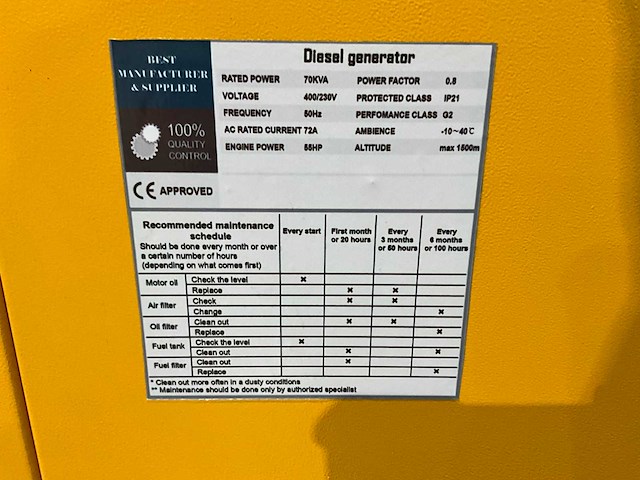 BEST
MANUFACTURER
& SUPPLIER
100%
QUALITY
CONTROL
CE APPROVED
Diesel generator
RATED POWER 70KVA POWER FACTOR 0.8
VOLTAGE 400/230V PROTECTED CLASS IP21
FREQUENCY 50Hz PERFOMANCE CLASS G2
AC RATED CURRENT 72A AMBIENCE -10~40℃
ENGINE POWER 55HP ALTITUDE max 1500m
Recommended maintenance
schedule
Should be done every month or over
a certain number of hours
(depending on what comes first)
Every start
First month
or 20 hours
Every
3 months
or 50 hours
Every
6 months
or 100 hours
Motor oil Check the level x
Replace x x
Air filter Check x x
Change x
Oil filter Clean out x x
Replace x
Fuel tank Check the level x
Clean out x x
Fuel filter Clean out x
Replace x
* Clean out more often in a dusty conditions
** Maintenance should be done only by authorized specialist